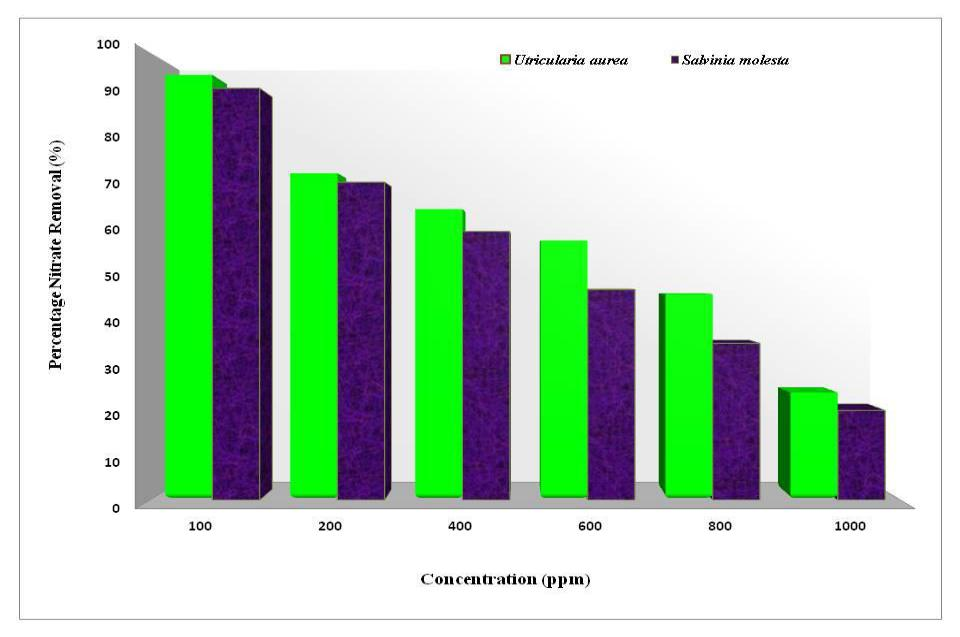 Utricularia aurea
Salvinia molesta
Percentage Nitrate Removal (%)
100
90
80
70
60
50
40
30
20
10
0
100 200 400 600 800 1000
Concentration (ppm)